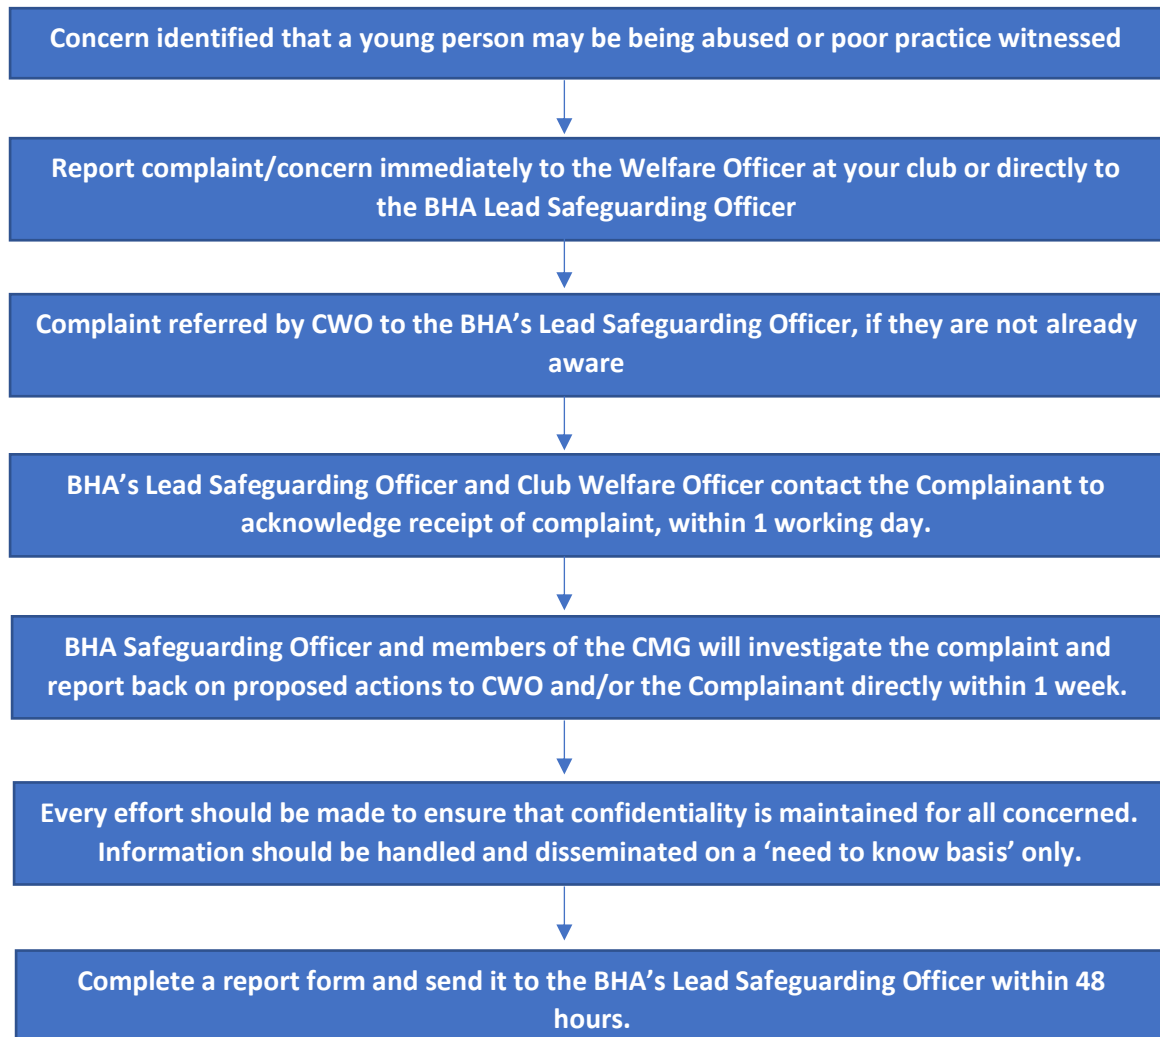 Concern identified that a young person may be being abused or poor practice witnessed
Report complaint/concern immediately to the Welfare Officer at your club or directly to
the BHA Lead Safeguarding Officer
Complaint referred by CWO to the BHA’s Lead Safeguarding Officer, if they are not already
aware
BHA’s Lead Safeguarding Officer and Club Welfare Officer contact the Complainant to
acknowledge receipt of complaint, within 1 working day.
BHA Safeguarding Officer and members of the CMG will investigate the complaint and
report back on proposed actions to CWO and/or the Complainant directly within 1 week.
Every effort should be made to ensure that confidentiality is maintained for all concerned.
Information should be handled and disseminated on a ‘need to know basis’ only.
Complete a report form and send it to the BHA’s Lead Safeguarding Officer within 48
hours.